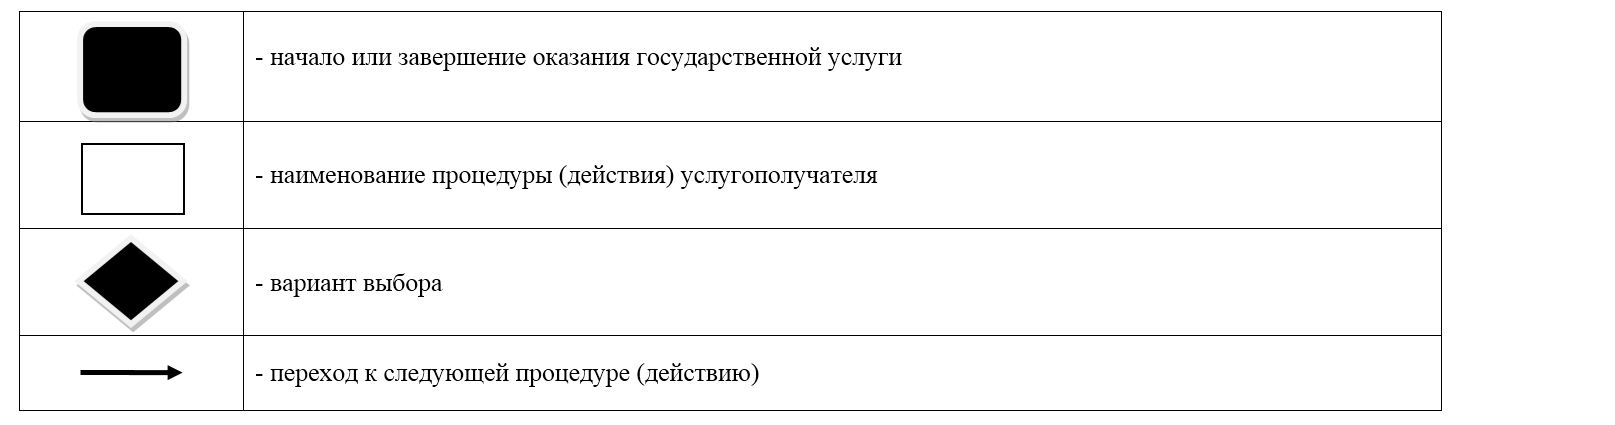 - начало или завершение оказания государственной услуги
- наименование процедуры (действия) услугополучателя
- вариант выбора
- переход к следующей процедуре (действию)